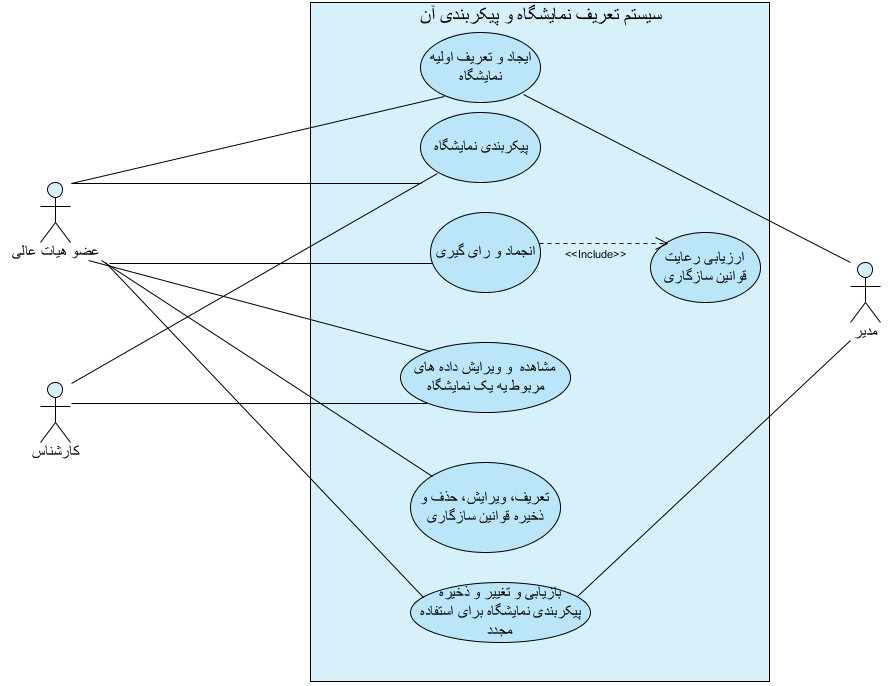 سیستم تعریف نمایشگاه و پیکربندی آن
ایجاد و تعریف اولیه
نمایشگاه
پیکربندی نمایشگاه
عضو هیات عالی
انجماد و رای گیری
<<Include>>
ارزیابی رعایت
قوانین سازگاری
مدیر
مشاهده و ویرایش داده های
مربوط یه یک نمایشگاه
کارشناس
تعریف، ویرایش، حذف و
ذخیره قوانین سازگاری
بازیابی و تغییر و ذخیره
پیکربندی نمایشگاه برای استفاده
مجدد